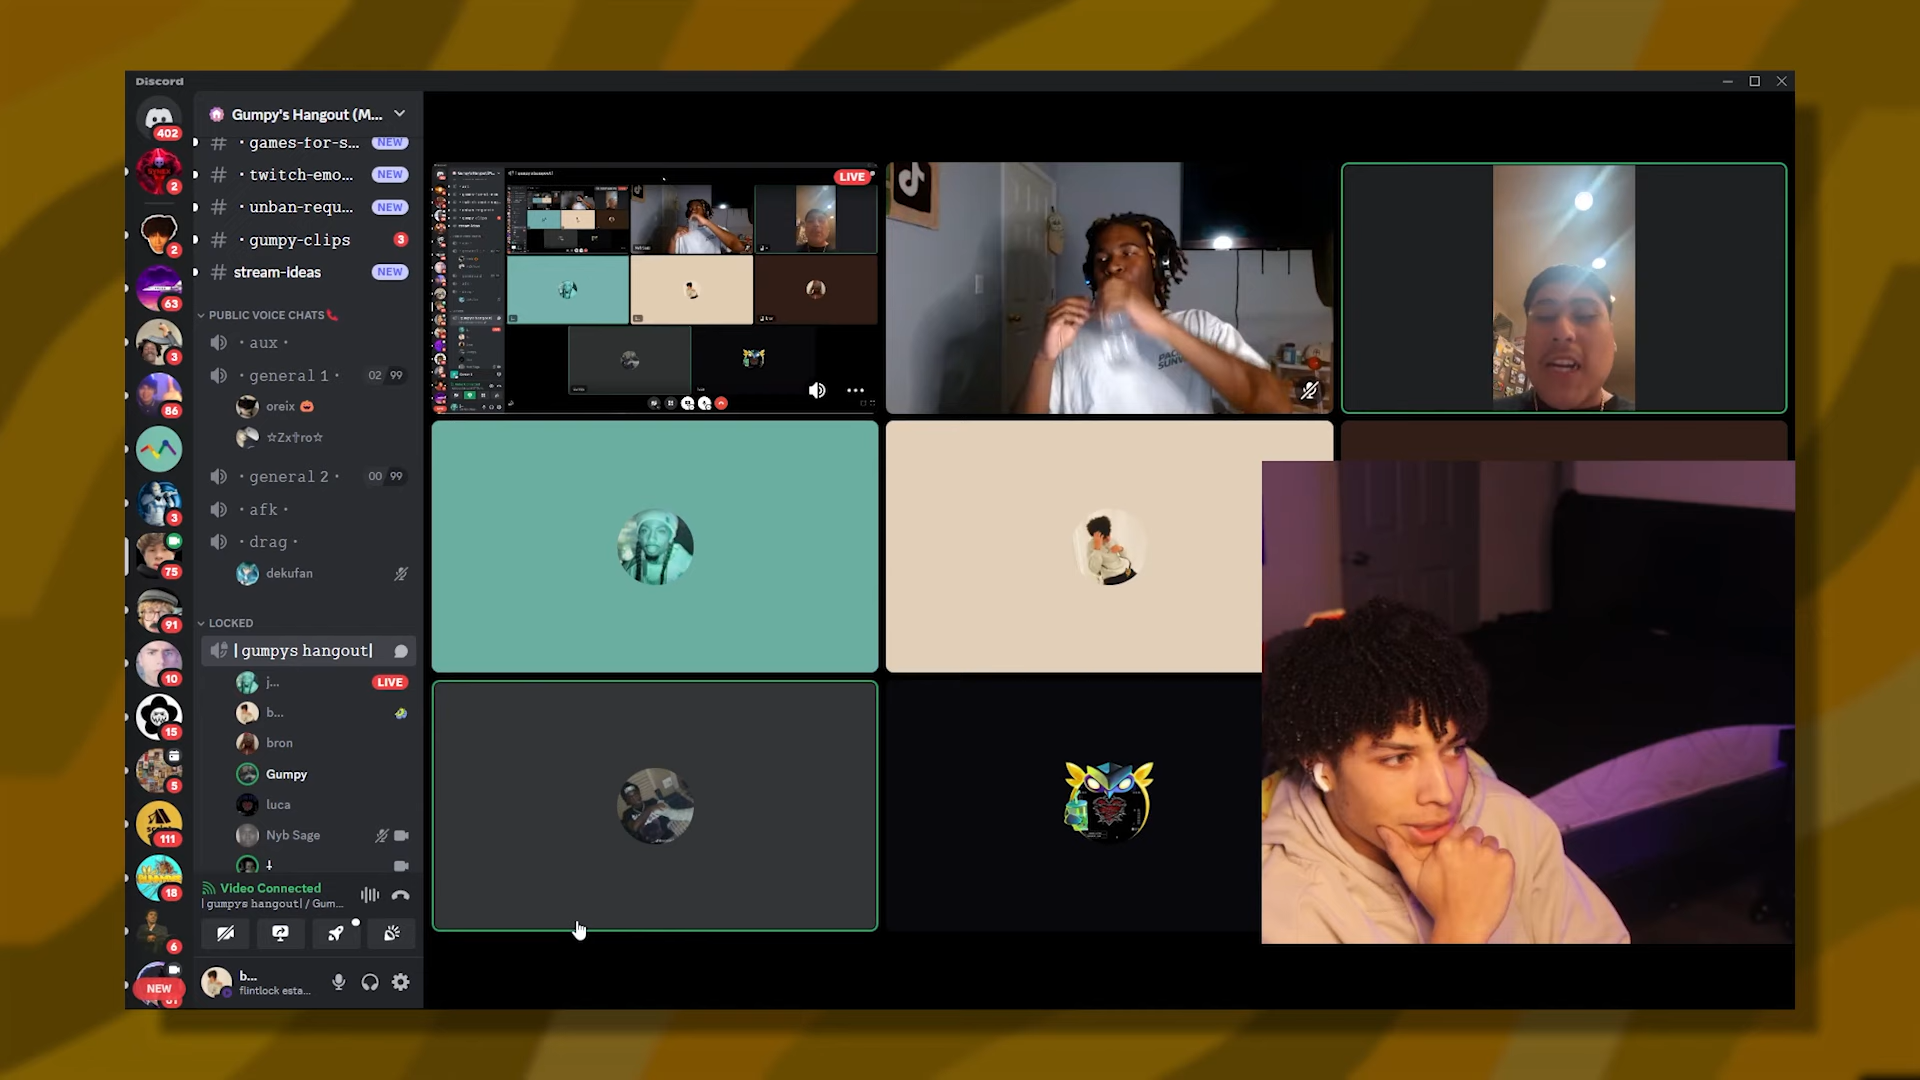 Discord
Gumpy's Hangout (M...
402
# · games-for-s... NEW
2
# · twitch-emo... NEW
# · unban-requ... NEW
2
# · gumpy-clips 3
# stream-ideas NEW
63
PUBLIC VOICE CHATS
3
· aux ·
86
· general 1 · 02 99
oreix
☆Zx†ro☆
· general 2 · 00 99
3
· afk ·
· drag ·
75
dekufan
91
LOCKED
| gumpys hangout|
10
j... LIVE
15
b...
bron
5
Gumpy
luca
111
Nyb Sage
18
Video Connected
| gumpys hangout| / Gum...
6
NEW
b...
flintlock esta...
LIVE
PAC
SUNW